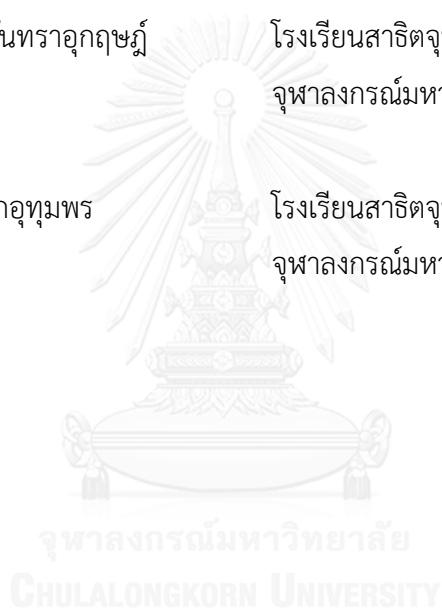 นทราอุกฤษฎ์ โรงเรียนสาธิตจุ
จุฬาลงกรณ์มหา
อุทุมพร โรงเรียนสาธิตจุ
จุฬาลงกรณ์มหา
จุฬาลงกรณ์มหาวิทยาลัย
CHULALONGKORN UNIVERSITY